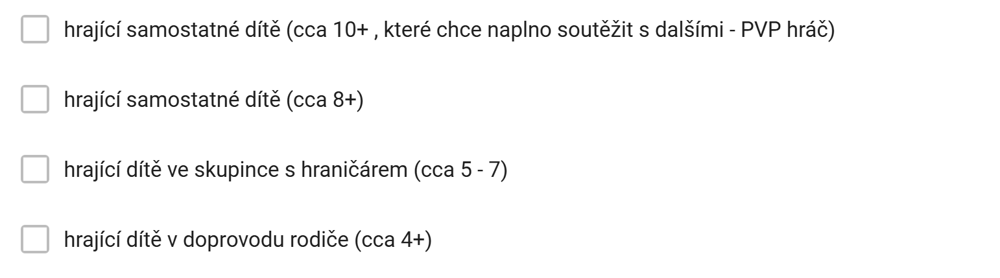 hrající samostatné dítě (cca 10+ , které chce naplno soutěžit s dalšími - PVP hráč)
hrající samostatné dítě (cca 8+)
hrající dítě ve skupince s hraničárem (cca 5 - 7)
hrající dítě v doprovodu rodiče (cca 4+)